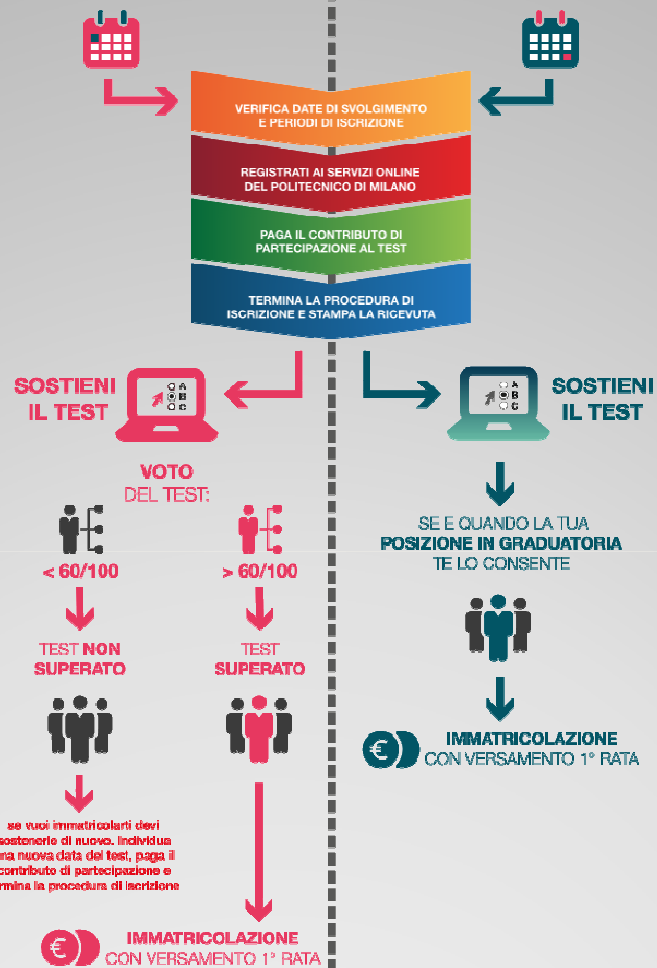 VERIFICA DATE DI SVOLGIMENTO
E PERIODI DI ISCRIZIONE
REGISTRATI AI SERVIZI ONLINE
DEL POLITECNICO DI MILANO
PAGA IL CONTRIBUTO DI
PARTECIPAZIONE AL TEST
TERMINA LA PROCEDURA DI
ISCRIZIONE E STAMPA LA RICEVUTA
SOSTIENI
IL TEST
A
B
C
VOTO
DEL TEST:
< 60/100
TEST NON
SUPERATO
se vuoi immatricolarti devi
sostenerlo di nuovo. Individua
na nuova data del test, paga il
contributo di partecipazione e
rmina la procedura di iscrizione
> 60/100
TEST
SUPERATO
€
IMMATRICOLAZIONE
CON VERSAMENTO 1° RATA
A
B
C
SOSTIENI
IL TEST
SE E QUANDO LA TUA
POSIZIONE IN GRADUATORIA
TE LO CONSENTE
€
IMMATRICOLAZIONE
CON VERSAMENTO 1° RATA